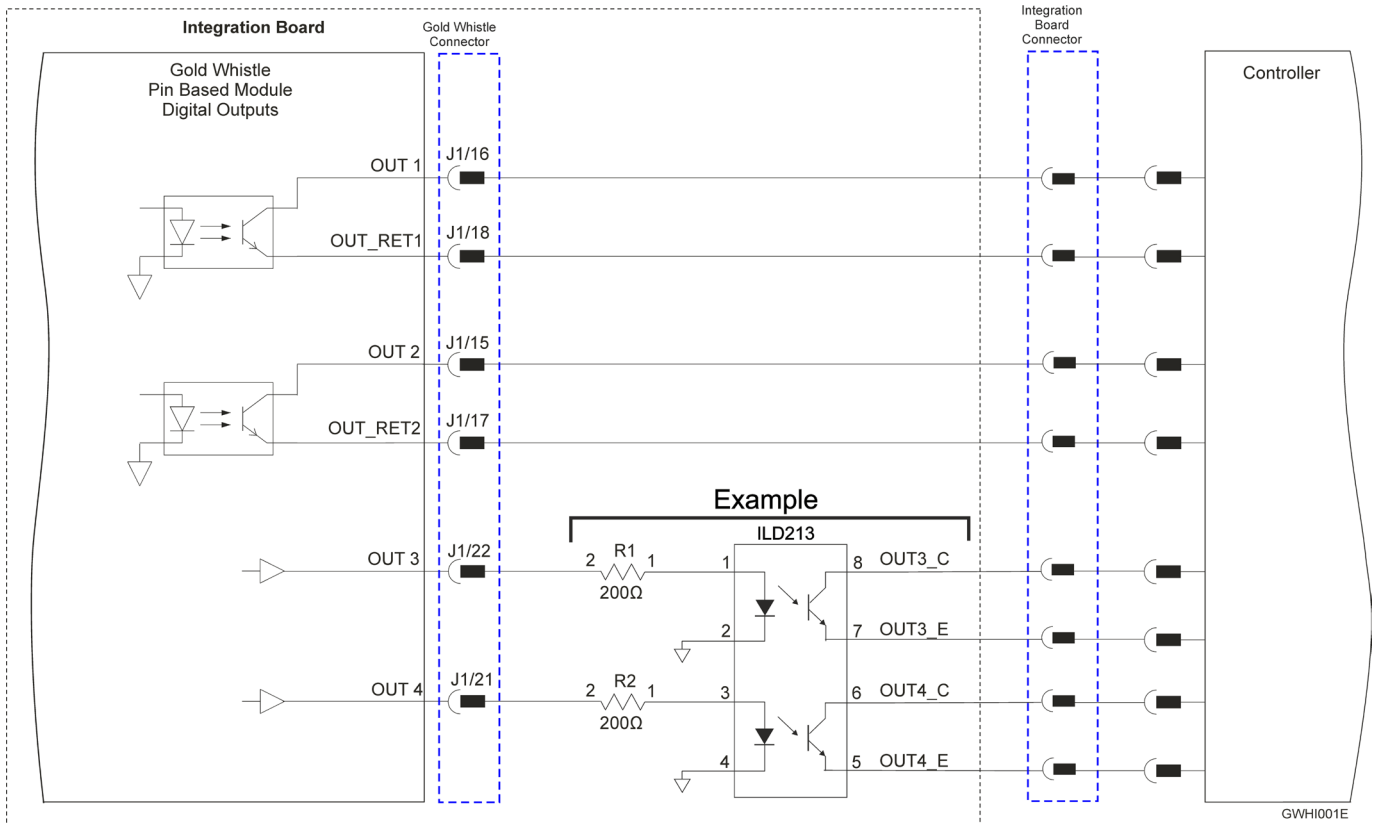 Integration Board
Gold Whistle
Connector
Integration
Board
Connector
Gold Whistle
Pin Based Module
Digital Outputs
Controller
OUT 1
J1/16
OUT_RET1
J1/18
OUT 2
J1/15
OUT_RET2
J1/17
Example
ILD213
OUT 3
J1/22
2 R1 1
200Ω
1
8 OUT3_C
2
7 OUT3_E
OUT 4
J1/21
2 R2 1
200Ω
3
6 OUT4_C
4
5 OUT4_E
GWHI001E